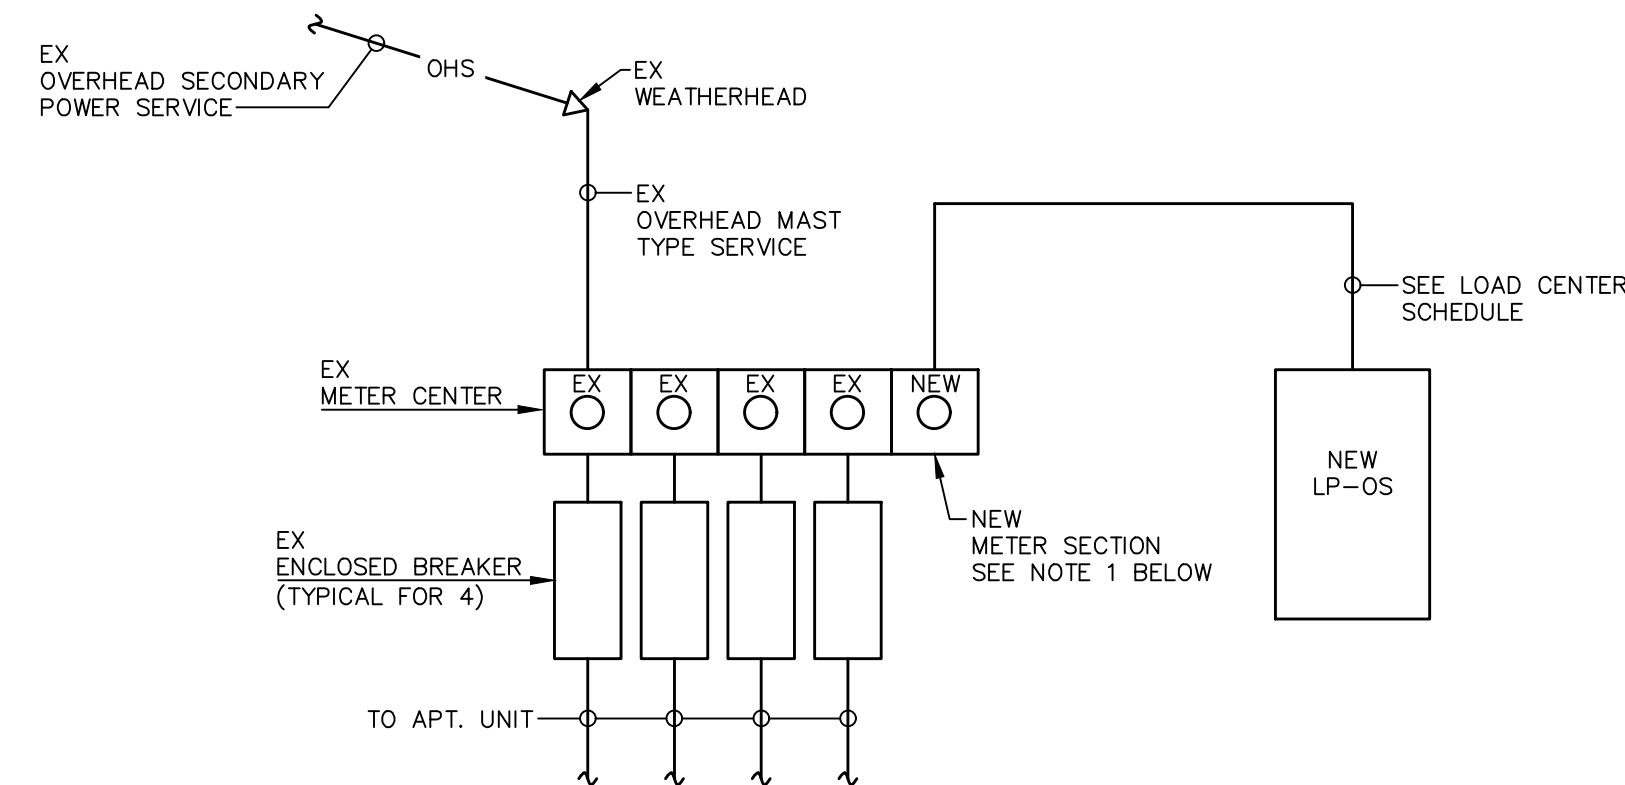 EX
OVERHEAD SECONDARY
POWER SERVICE
OHS
EX
WEATHERHEAD
EX
OVERHEAD MAST
TYPE SERVICE
SEE LOAD CENTER
SCHEDULE
EX
METER CENTER
EX
EX
EX
EX
NEW
NEW
LP-OS
NEW
METER SECTION
SEE NOTE 1 BELOW
EX
ENCLOSED BREAKER
(TYPICAL FOR 4)
TO APT. UNIT